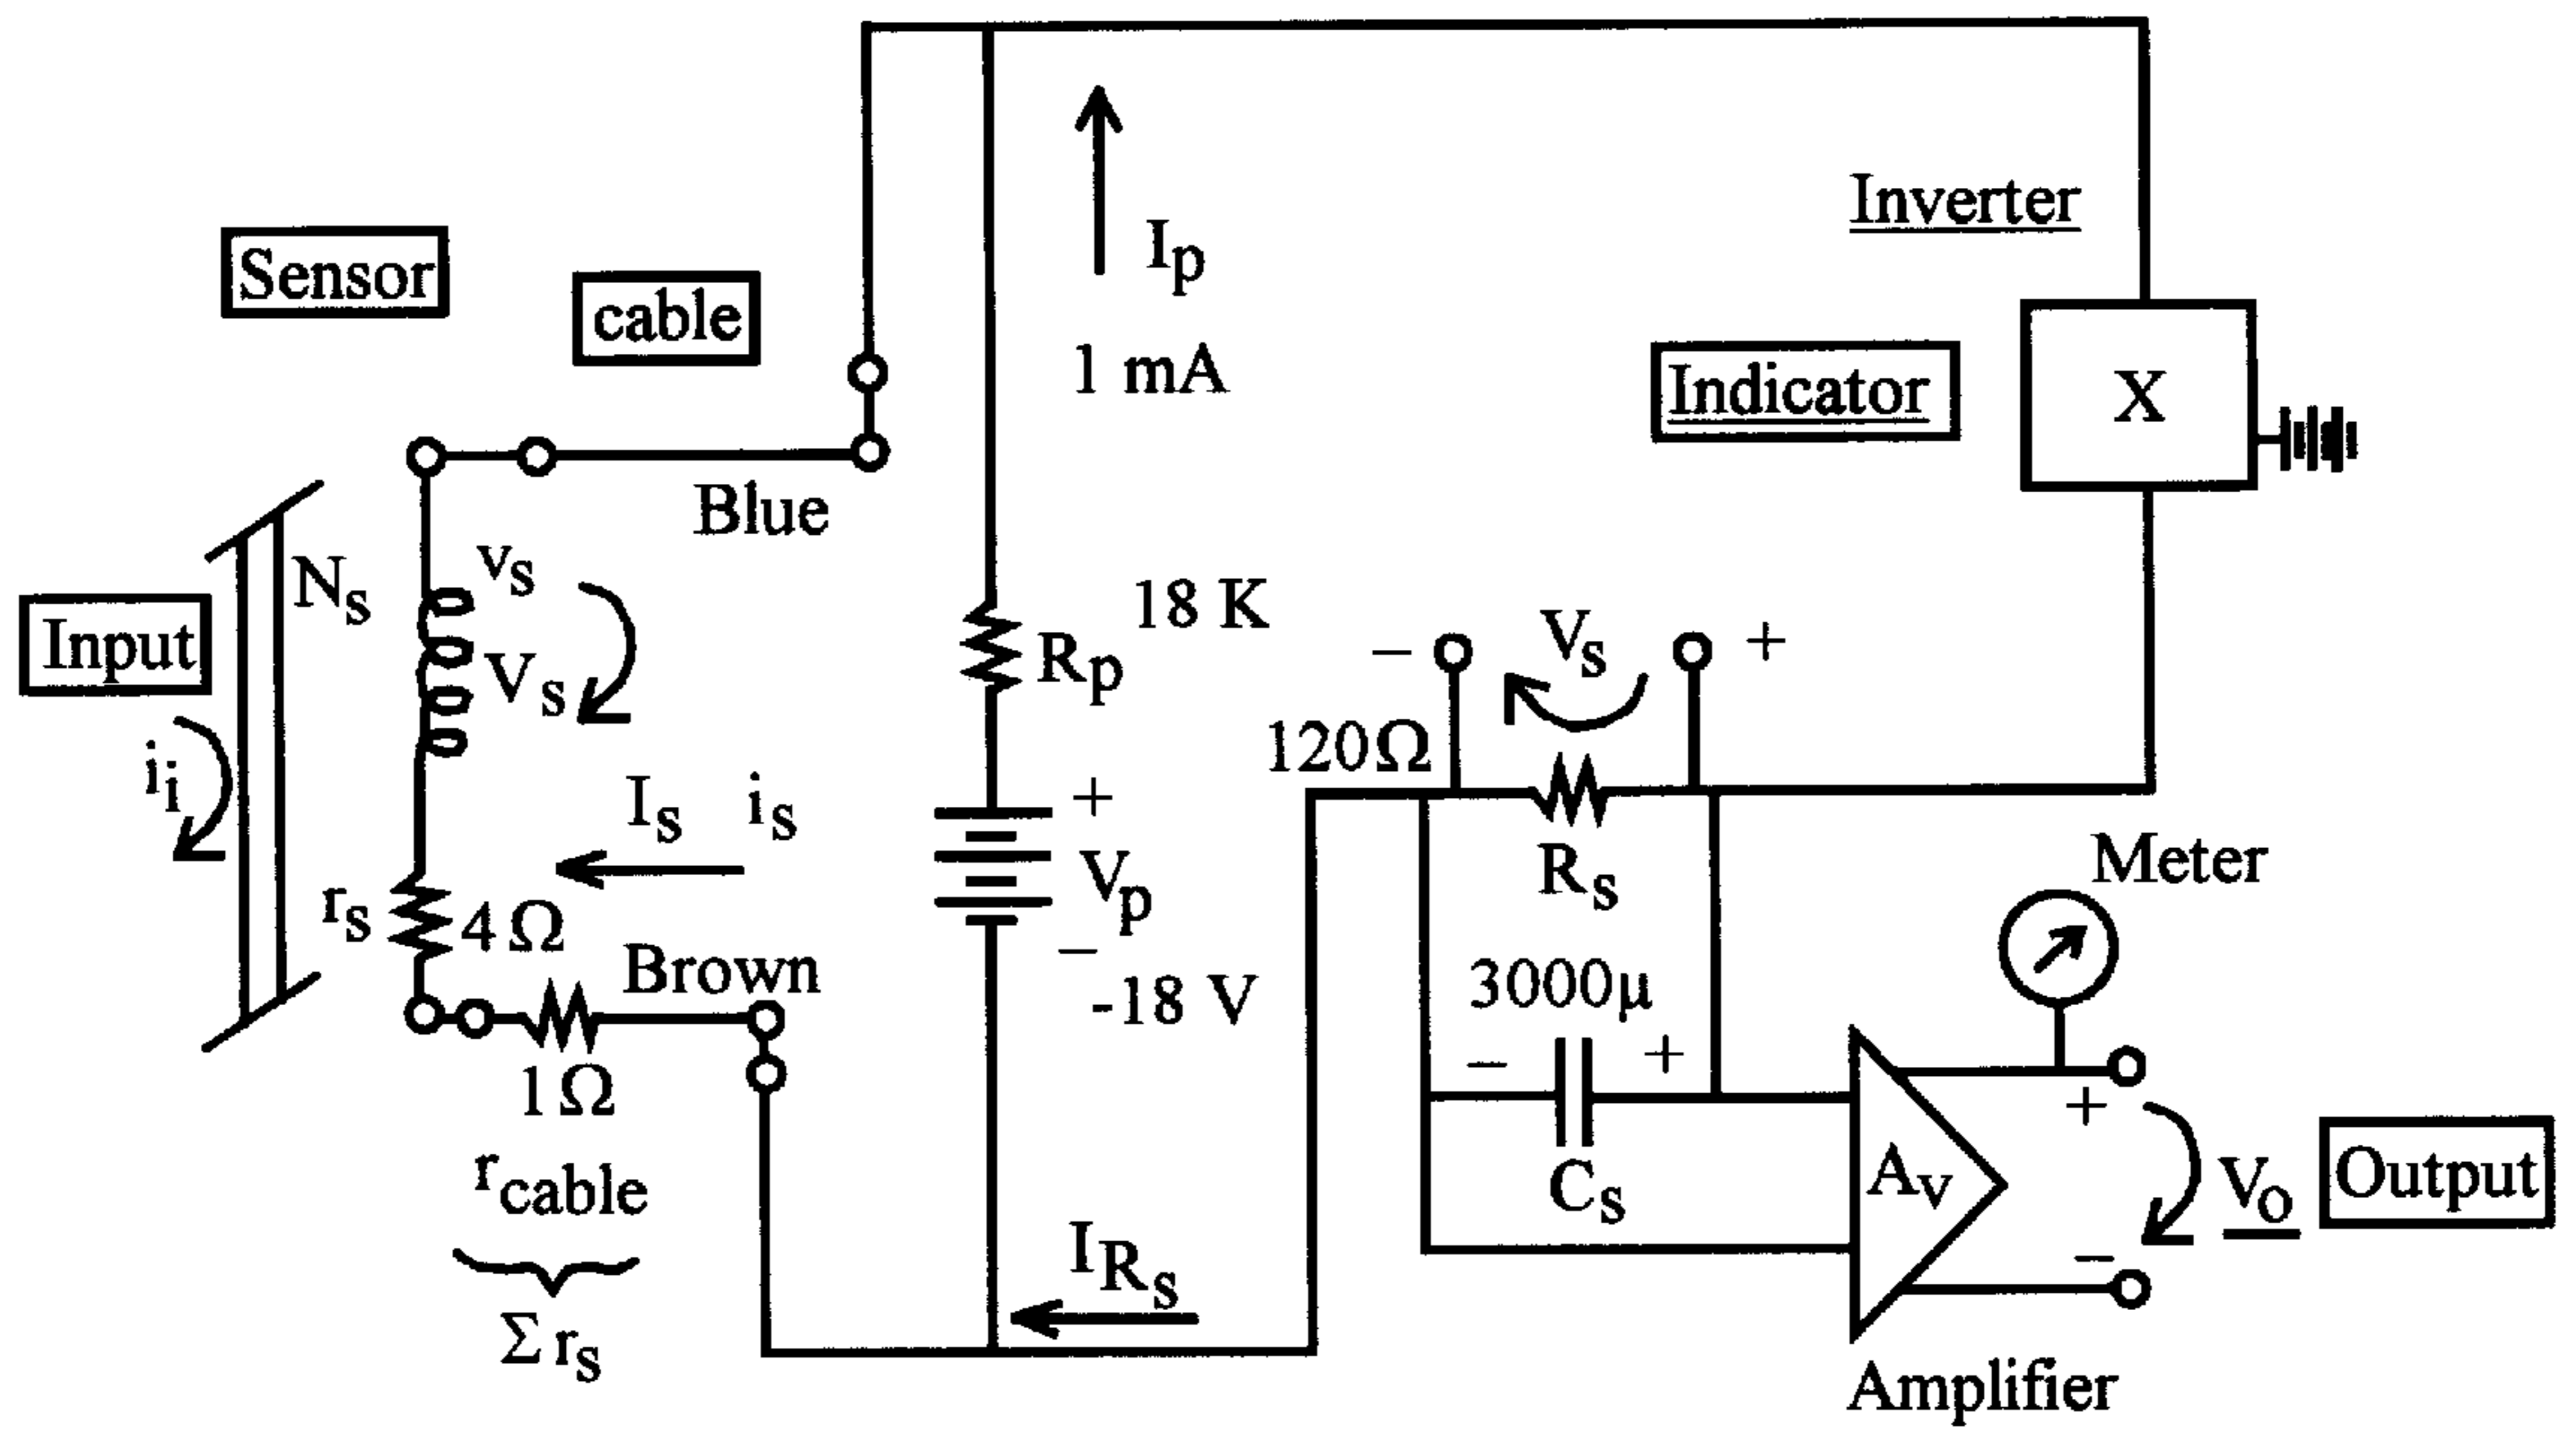 Inverter
Sensor
Ip
cable
1 mA
Indicator
X
Blue
Ns
vs
18 K
Input
Vs
Rp
− Vs +
120Ω
ii
Is is
+
Vp
Rs
Meter
rs
4 Ω
Brown
−
-18 V
3000μ
− +
1 Ω
+
rcable
Cs
Av
Vo
Output
IRs
−
Σ rs
Amplifier